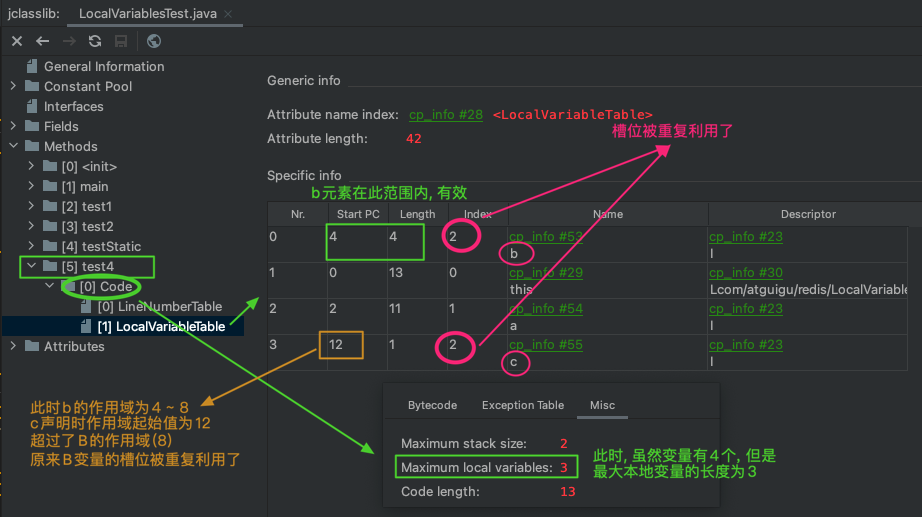 jclasslib:
LocalVariablesTest.java
General Information
Constant Pool
Interfaces
Fields
Methods
[0] <init>
[1] main
[2] test1
[3] test2
[4] testStatic
[5] test4
[0] Code
[0] LineNumberTable
[1] LocalVariableTable
Attributes
Generic info
Attribute name index: cp_info #28 <LocalVariableTable>
Attribute length: 42
槽位被重复利用了
Specific info
b元素在此范围内, 有效
Nr. Start PC Length Index Name Descriptor
0 4 4 2 cp_info #53 cp_info #23
b I
1 0 13 0 cp_info #29 cp_info #30
this Lcom/atguigu/redis/LocalVariable
2 2 11 1 cp_info #54 cp_info #23
a I
3 12 1 2 cp_info #55 cp_info #23
c I
此时b的作用域为4 ~ 8
c声明时作用域起始值为12
超过了B的作用域(8)
原来B变量的槽位被重复利用了
Bytecode Exception Table Misc
Maximum stack size: 2
Maximum local variables: 3
Code length: 13
此时, 虽然变量有4个, 但是
最大本地变量的长度为3